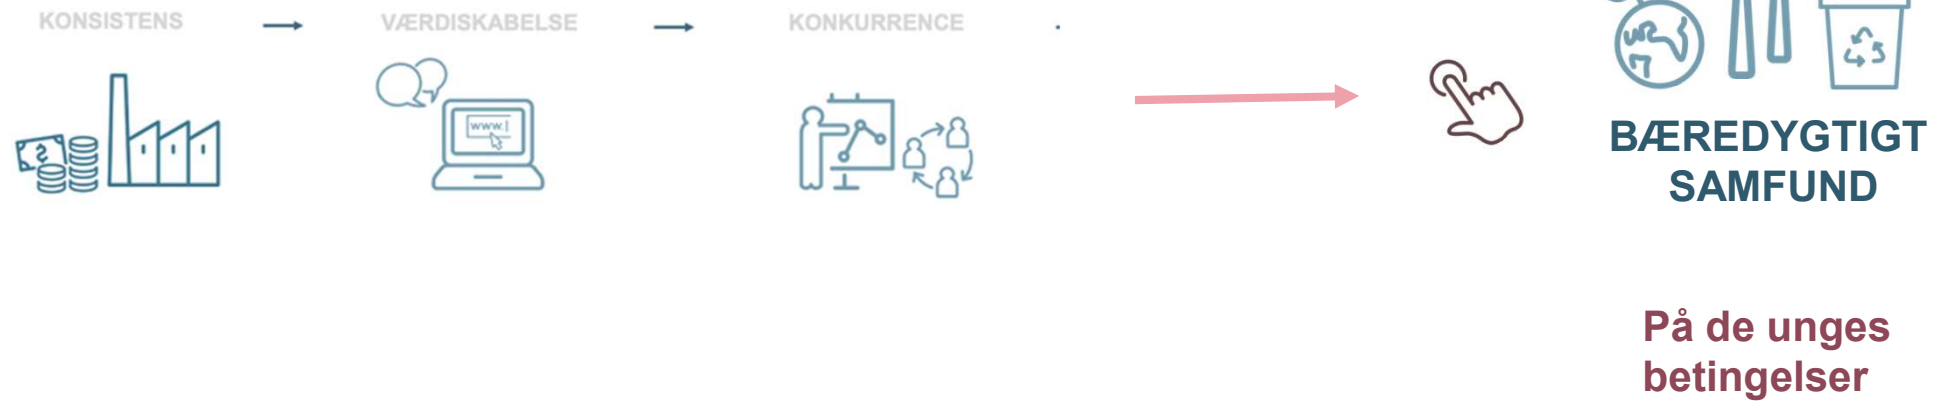 KONSISTENS
VÆRDISKABELSE
KONKURRENCE
www.|
BÆREDYGTIGT
SAMFUND
På de unges
betingelser